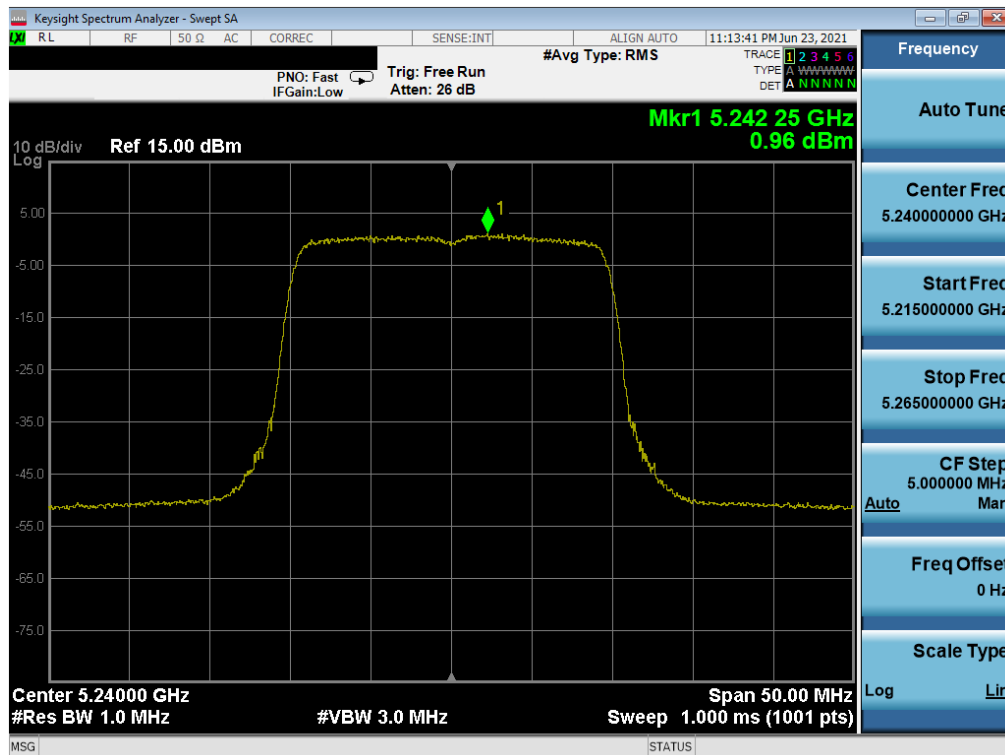 Keysight Spectrum Analyzer - Swept SA
LXI RL RF 50 Ω AC CORREC SENSE:INT ALIGN AUTO 11:13:41 PM Jun 23, 2021
#Avg Type: RMS
TRACE 1 2 3 4 5 6
TYPE A WWWWW
DET A N N N N N
PNO: Fast
IFGain:Low
Trig: Free Run
Atten: 26 dB
Mkr1 5.242 25 GHz
0.96 dBm
10 dB/div
Log
Ref 15.00 dBm
1
5.00
-5.00
-15.0
-25.0
-35.0
-45.0
-55.0
-65.0
-75.0
Center 5.24000 GHz
Span 50.00 MHz
#Res BW 1.0 MHz
#VBW 3.0 MHz
Sweep 1.000 ms (1001 pts)
MSG
STATUS
Frequency
Auto Tune
Center Freq
5.240000000 GHz
Start Freq
5.215000000 GHz
Stop Freq
5.265000000 GHz
CF Step
5.000000 MHz
Auto Man
Freq Offset
0 Hz
Scale Type
Log Lin